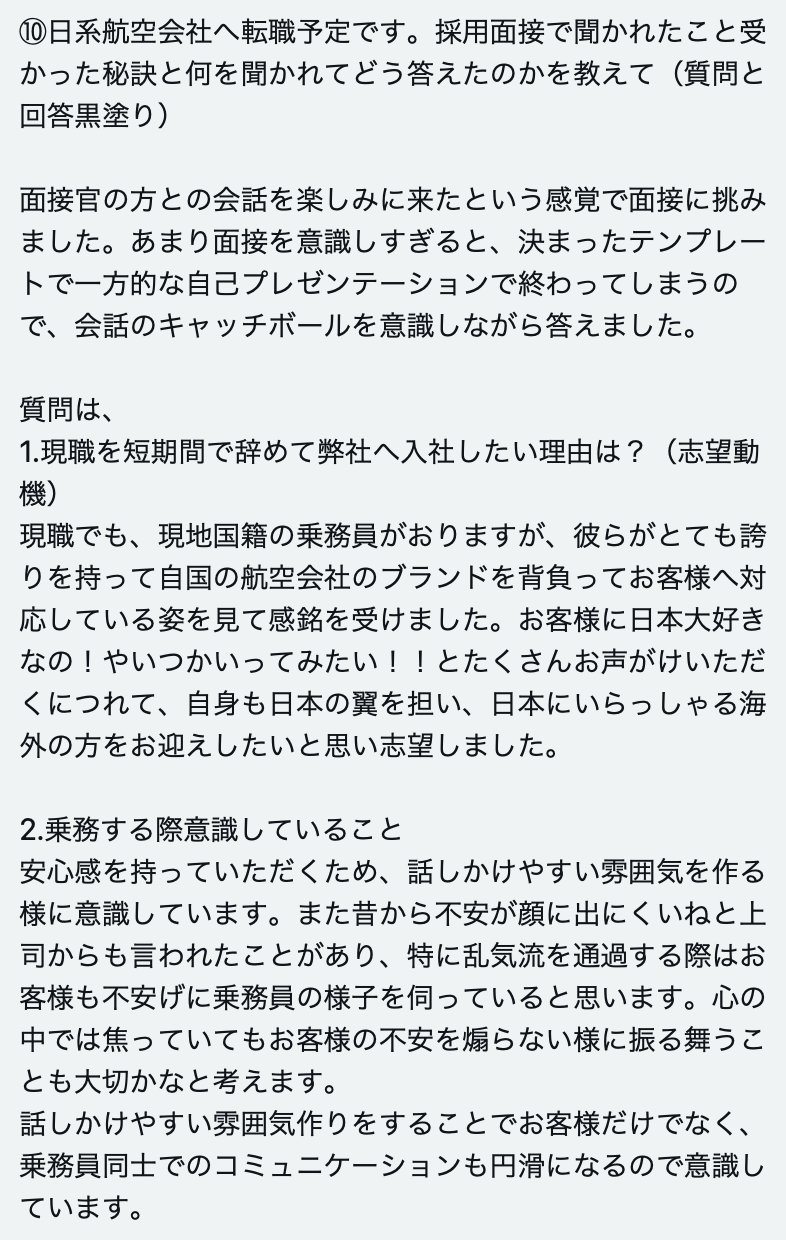 ⑩日系航空会社へ転職予定です。採用面接で聞かれたこと受
かった秘訣と何を聞かれてどう答えたのかを教えて（質問と
回答黒塗り）
面接官の方との会話を楽しみに来たという感覚で面接に挑み
ました。あまり面接を意識しすぎると、決まったテンプレー
トで一方的な自己プレゼンテーションで終わってしまうの
で、会話のキャッチボールを意識しながら答えました。
質問は、
1.現職を短期間で辞めて弊社へ入社したい理由は？（志望動
機）
現職でも、現地国籍の乗務員がおりますが、彼らがとても誇
りを持って自国の航空会社のブランドを背負ってお客様へ対
応している姿を見て感銘を受けました。お客様に日本大好き
なの！やいつかいってみたい！！とたくさんお声がけいただ
くにつれて、自身も日本の翼を担い、日本にいらっしゃる海
外の方をお迎えしたいと思い志望しました。
2.乗務する際意識していること
安心感を持っていただくため、話しかけやすい雰囲気を作る
様に意識しています。また昔から不安が顔に出にくいねと上
司からも言われたことがあり、特に乱気流を通過する際はお
客様も不安げに乗務員の様子を伺っていると思います。心の
中では焦っていてもお客様の不安を煽らない様に振る舞うこ
とも大切かなと考えます。
話しかけやすい雰囲気作りをすることでお客様だけでなく、
乗務員同士でのコミュニケーションも円滑になるので意識し
ています。